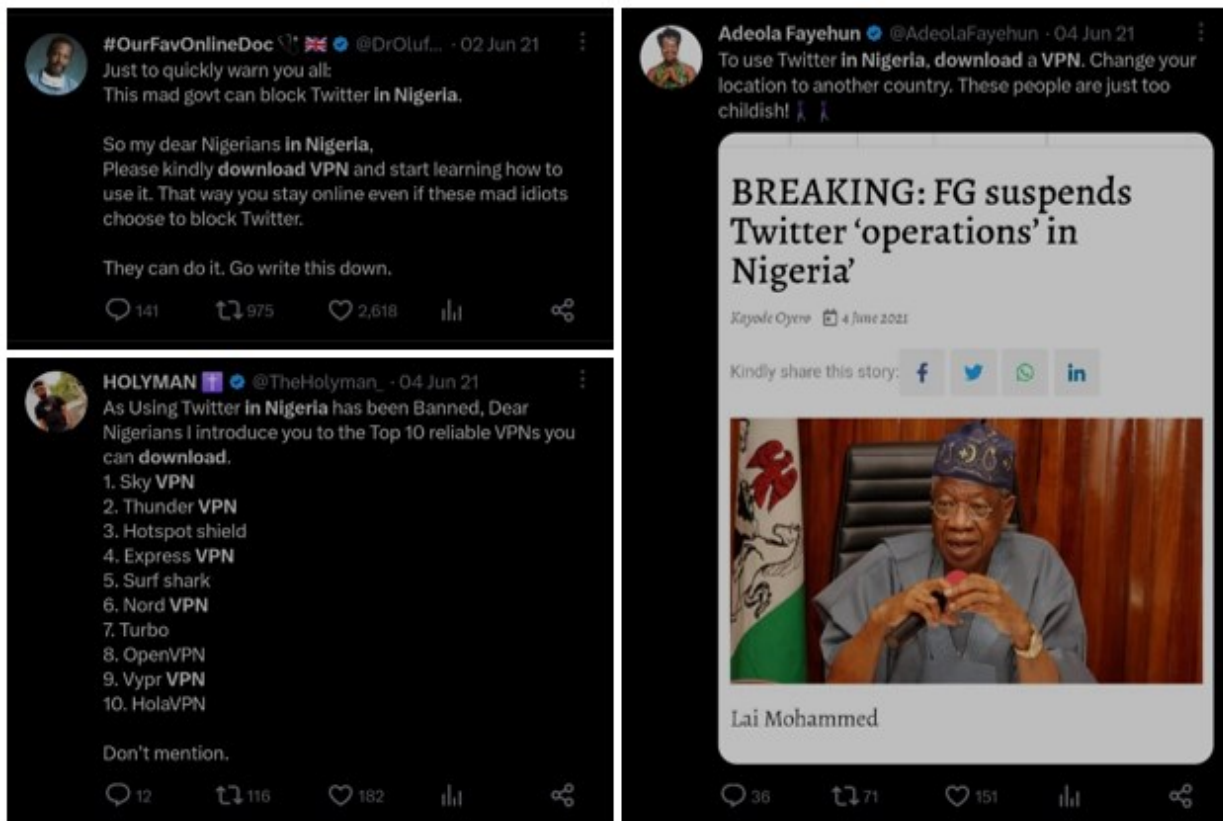 #OurFavOnlineDoc @DrOluf... · 02 Jun 21
Just to quickly warn you all:
This mad govt can block Twitter in Nigeria.
So my dear Nigerians in Nigeria,
Please kindly download VPN and start learning how to
use it. That way you stay online even if these mad idiots
choose to block Twitter.
They can do it. Go write this down.
141 975 2,618
HOLYMAN @TheHolyman_ · 04 Jun 21
As Using Twitter in Nigeria has been Banned, Dear
Nigerians I introduce you to the Top 10 reliable VPNs you
can download.
1. Sky VPN
2. Thunder VPN
3. Hotspot shield
4. Express VPN
5. Surf shark
6. Nord VPN
7. Turbo
8. OpenVPN
9. Vypr VPN
10. HolaVPN
Don't mention.
12 116 182
Adeola Fayehun @AdeolaFayehun · 04 Jun 21
To use Twitter in Nigeria, download a VPN. Change your
location to another country. These people are just too
childish!
BREAKING: FG suspends
Twitter ‘operations’ in
Nigeria’
Kayode Oyero 4 June 2021
Kindly share this story:
Lai Mohammed
36 71 151